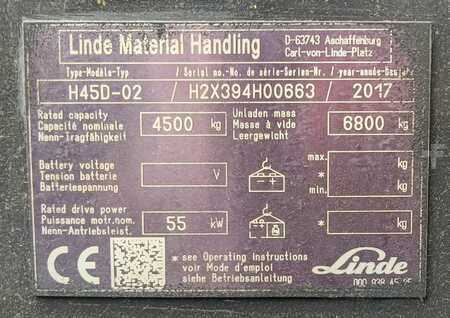 Linde Material Handling
D-63743 Aschaffenburg
Carl-von-Linde-Platz
Type-Modèle-Typ / Serial no.-No. de série-Serien-Nr. / year-année-
H45D-02 / H2X394H00663 / 2017
Rated capacity
Capacité nominale
Nenn-Tragfähigkeit
4500 kg
Unladen mass
Masse à vide
Leergewicht
6800 kg
Battery voltage
Tension batterie
Batteriespannung
V
- +
max.
* kg
*
min. kg
Rated drive power
Puissance motr.nom.
Nenn-Antriebsleist.
55 kW
- +
* kg
CE
* see Operating Instructions
voir Mode d'emploi
siehe Betriebsanleitung
Linde